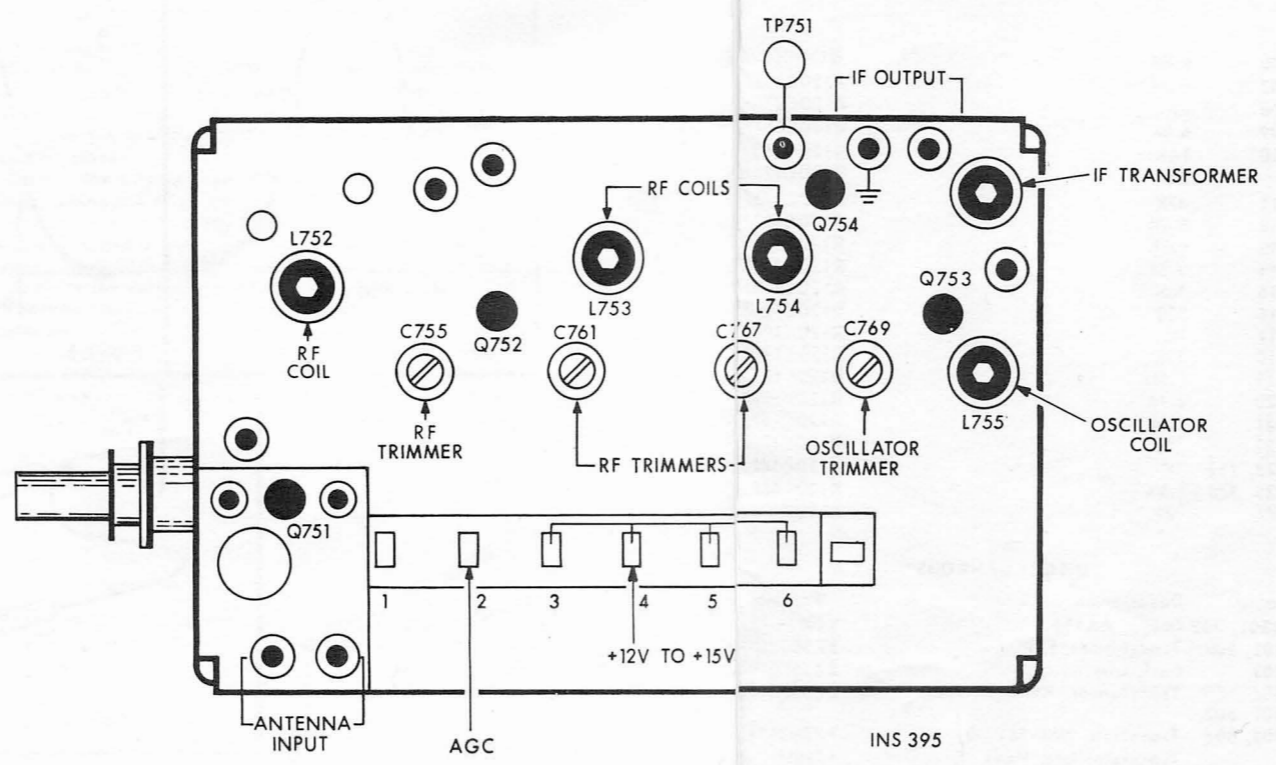 TP751
IF OUTPUT
IF TRANSFORMER
RF COILS
Q754
L752
L753
L754
Q753
Q752
C755
C761
C767
C769
RF
COIL
L755
RF
TRIMMER
RF TRIMMERS
OSCILLATOR
TRIMMER
OSCILLATOR
COIL
Q751
1 2 3 4 5 6
+12V TO +15V
ANTENNA
INPUT
AGC
INS 395